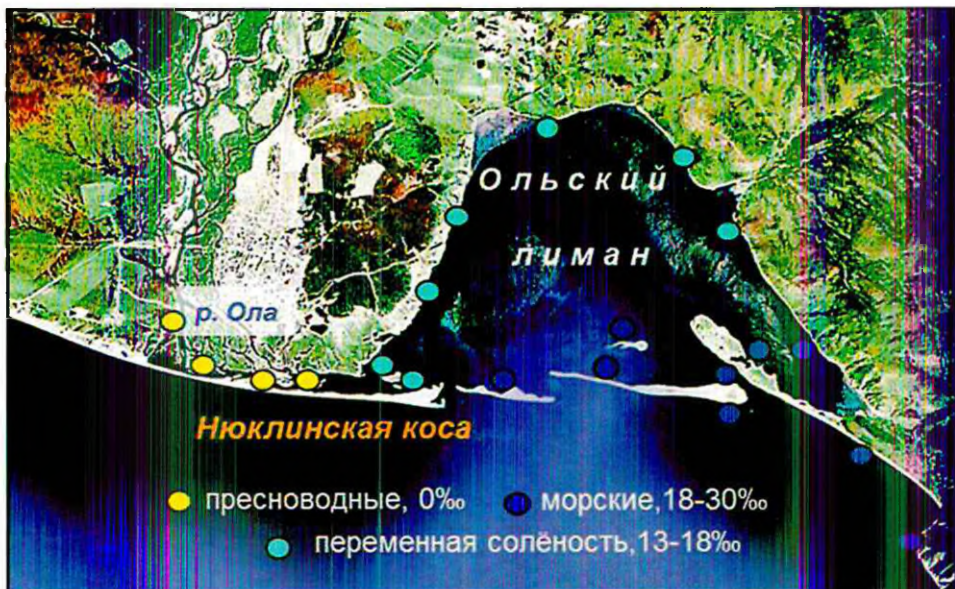 Ольский
лиман
р. Ола
Нюклинская коса
пресноводные, 0‰
морские,18-30‰
переменная солёность,13-18‰